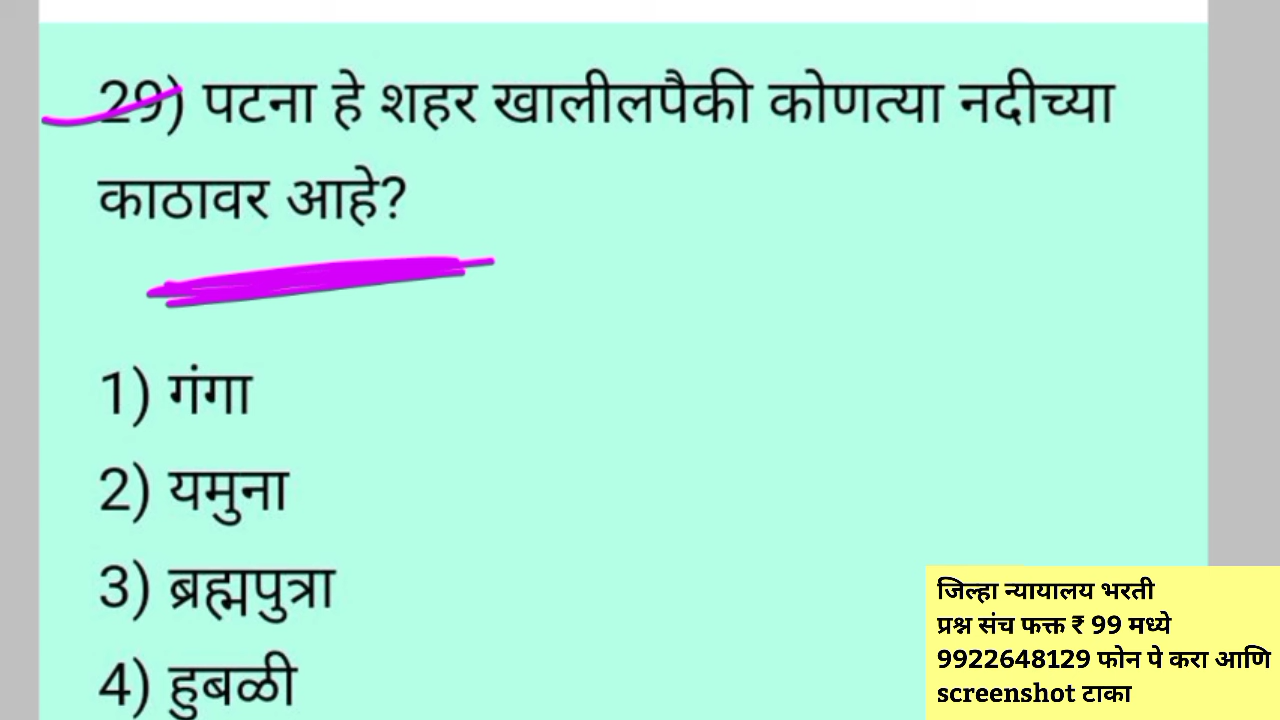 29) पटना हे शहर खालीलपैकी कोणत्या नदीच्या
काठावर आहे?
1) गंगा
2) यमुना
3) ब्रह्मपुत्रा
4) हुबळी
जिल्हा न्यायालय भरती
प्रश्न संच फक्त ₹ 99 मध्ये
9922648129 फोन पे करा आणि
screenshot टाका